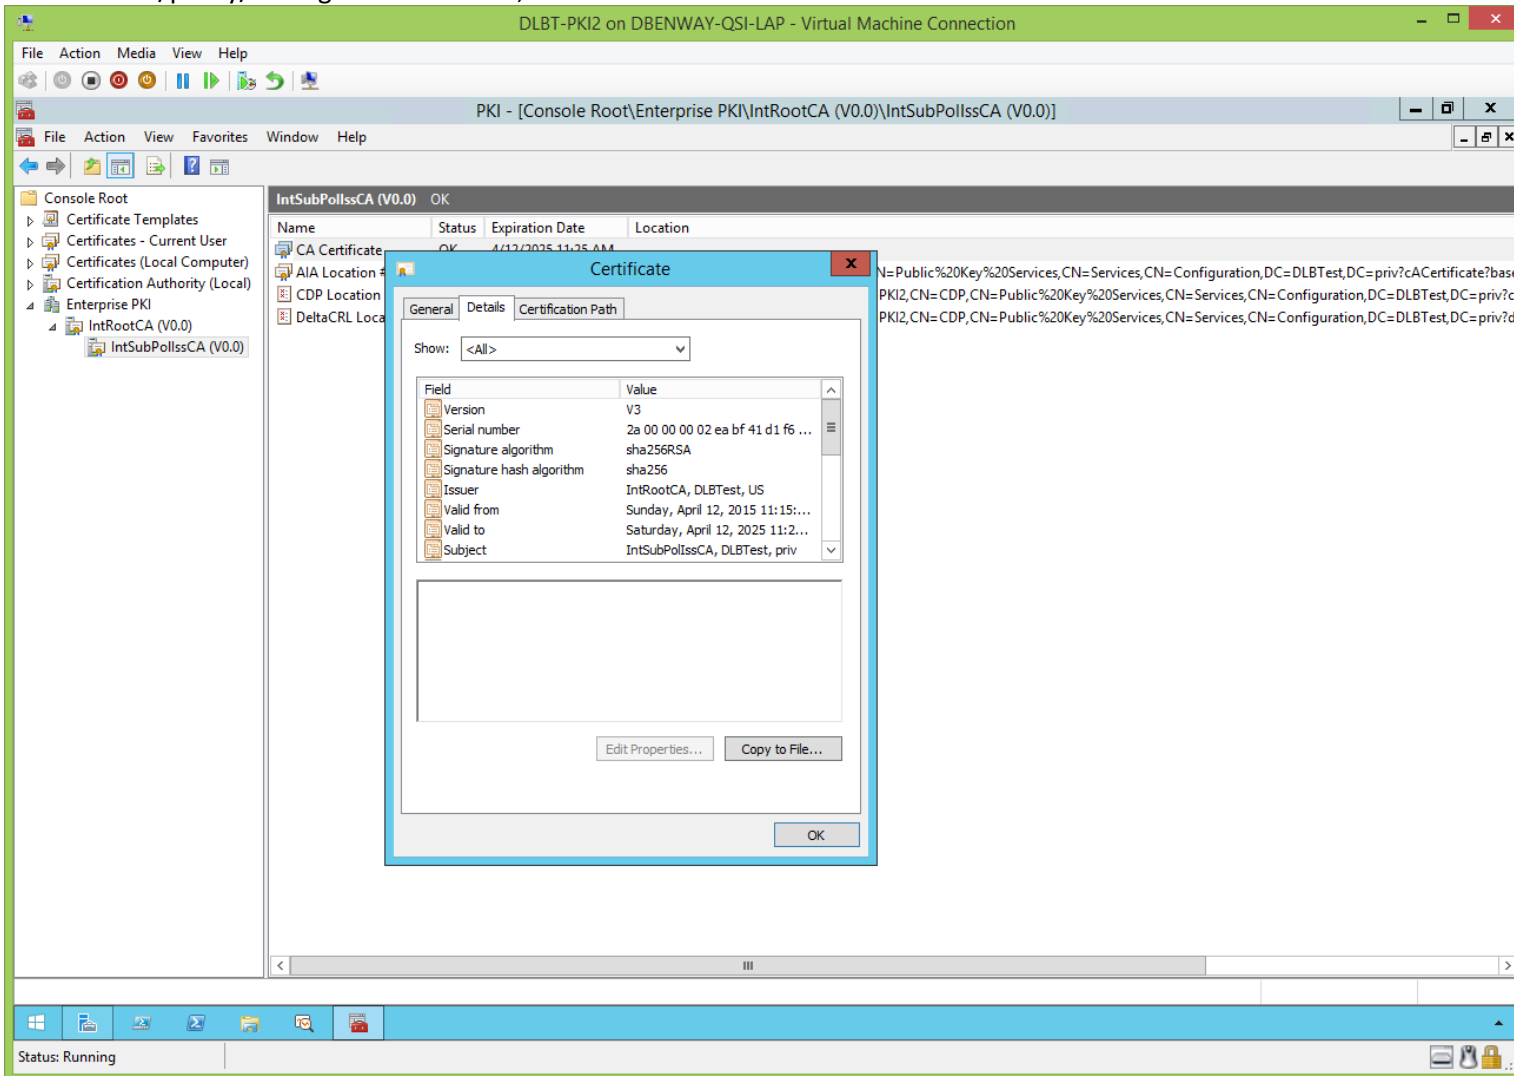 DLBT-PKI2 on DBENWAY-QSI-LAP - Virtual Machine Connection
File Action Media View Help
PKI - [Console Root\Enterprise PKI\IntRootCA (V0.0)\IntSubPolIssCA (V0.0)]
File Action View Favorites Window Help
Console Root
Certificate Templates
Certificates - Current User
Certificates (Local Computer)
Certification Authority (Local)
Enterprise PKI
IntRootCA (V0.0)
IntSubPolIssCA (V0.0)
IntSubPolIssCA (V0.0) OK
Name Status Expiration Date Location
CA Certificate OK 4/12/2025 11:25 AM
AIA Location # N=Public%20Key%20Services,CN=Services,CN=Configuration,DC=DLBTest,DC=priv?cACertificate?base
CDP Location PKI2,CN=CDP,CN=Public%20Key%20Services,CN=Services,CN=Configuration,DC=DLBTest,DC=priv?c
DeltaCRL Loca PKI2,CN=CDP,CN=Public%20Key%20Services,CN=Services,CN=Configuration,DC=DLBTest,DC=priv?d
Certificate
General Details Certification Path
Show: <All>
Field Value
Version V3
Serial number 2a 00 00 00 02 ea bf 41 d1 f6 ...
Signature algorithm sha256RSA
Signature hash algorithm sha256
Issuer IntRootCA, DLBTest, US
Valid from Sunday, April 12, 2015 11:15:...
Valid to Saturday, April 12, 2025 11:2...
Subject IntSubPolIssCA, DLBTest, priv
Edit Properties... Copy to File...
OK
Status: Running